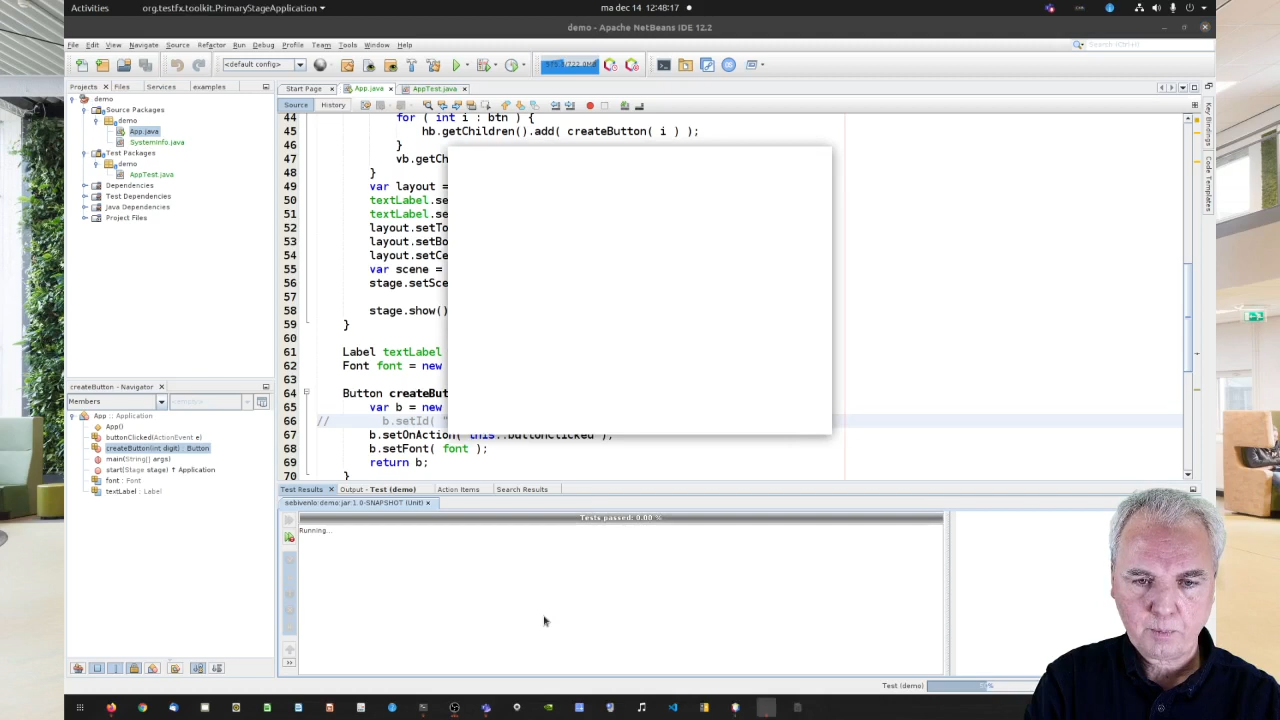 Activities
org.testfx.toolkit.PrimaryStageApplication
ma dec 14 12:48:17
demo - Apache NetBeans IDE 12.2
File Edit View Navigate Source Refactor Run Debug Profile Team Tools Window Help
Search (Ctrl+I)
<default config>
Projects Files Services examples
Start Page App.java AppTest.java
Source History
demo
Source Packages
demo
App.java
SystemInfo.java
Test Packages
demo
AppTest.java
Dependencies
Test Dependencies
Java Dependencies
Project Files
44 for ( int i : btn ) {
45 hb.getChildren().add( createButton( i ) );
46 }
47 vb.getCh
48 }
49 var layout =
50 textLabel.se
51 textLabel.se
52 layout.setTo
53 layout.setBo
54 layout.setCe
55 var scene =
56 stage.setSce
57
58 stage.show()
59 }
60
61 Label textLabel
62 Font font = new
63
64 Button createBut
65 var b = new
66 // b.setId( "
67 b.setOnAction( this::buttonClicked );
68 b.setFont( font );
69 return b;
70 }
Key Bindings
Code Templates
createButton - Navigator
Members
<empty>
App :: Application
App()
buttonClicked(ActionEvent e)
createButton(int digit) : Button
main(String[] args)
start(Stage stage) ↑ Application
font : Font
textLabel : Label
Test Results Output - Test (demo) Action Items Search Results
sebivenlo:demo:jar:1.0-SNAPSHOT (Unit)
Tests passed: 0.00 %
Running...
Test (demo)